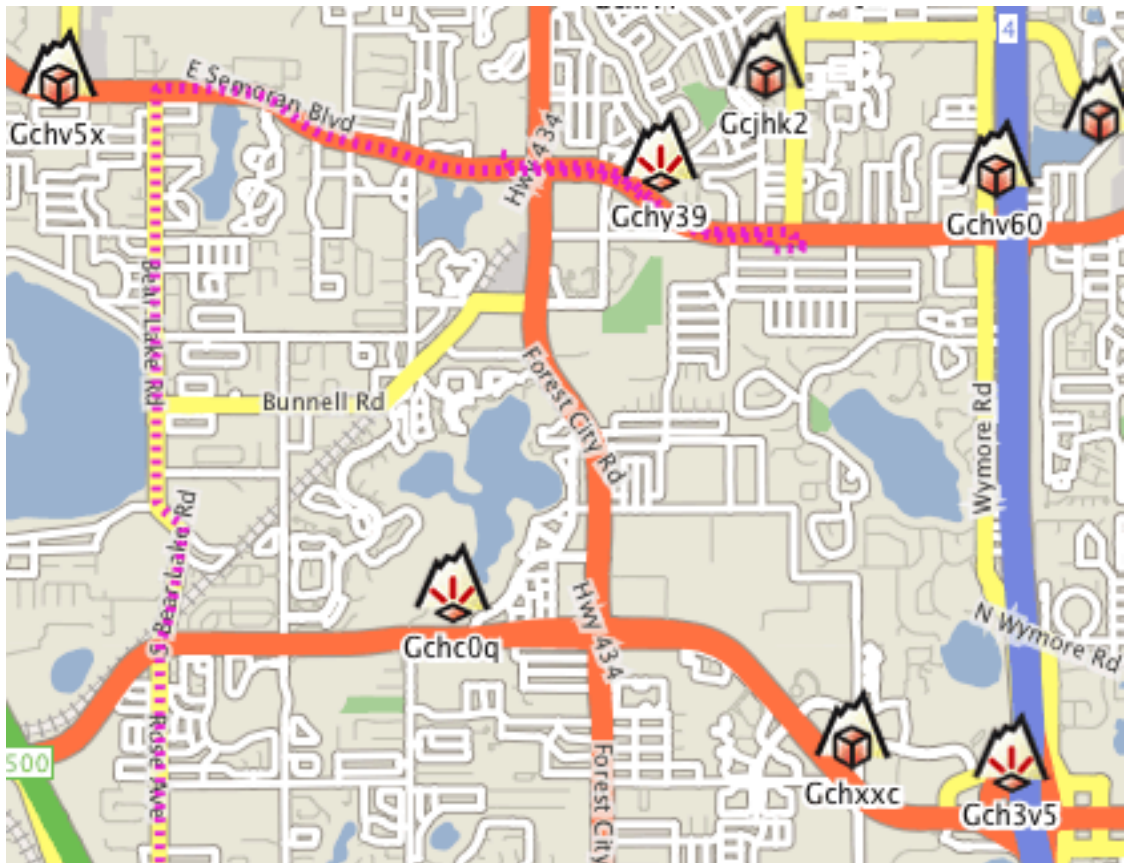 4
E Semoran Blvd
Gchv5x
Gcjhk2
Hwy 434
Gchy39
Gchv60
Bear Lake Rd
Forest City Rd
Bunnell Rd
Wymore Rd
S Bear Lake Rd
Hwy 434
N Wymore Rd
Gchc0q
Rose Ave
500
Forest City
Gchxxc
Gch3v5